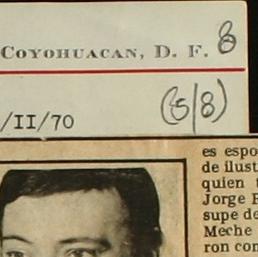 COYOHUACAN, D. F. 8
/II/70 (5/8)
es espo
de ilust
quien t
Jorge F
supe de
Meche
ron con